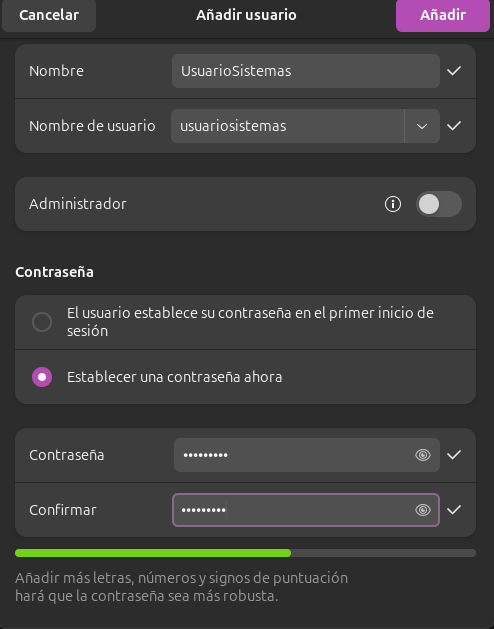 Cancelar Añadir usuario Añadir
Nombre UsuarioSistemas
Nombre de usuario usuariosistemas
Administrador
Contraseña
El usuario establece su contraseña en el primer inicio de
sesión
Establecer una contraseña ahora
Contraseña •••••••••
Confirmar •••••••••
Añadir más letras, números y signos de puntuación
hará que la contraseña sea más robusta.